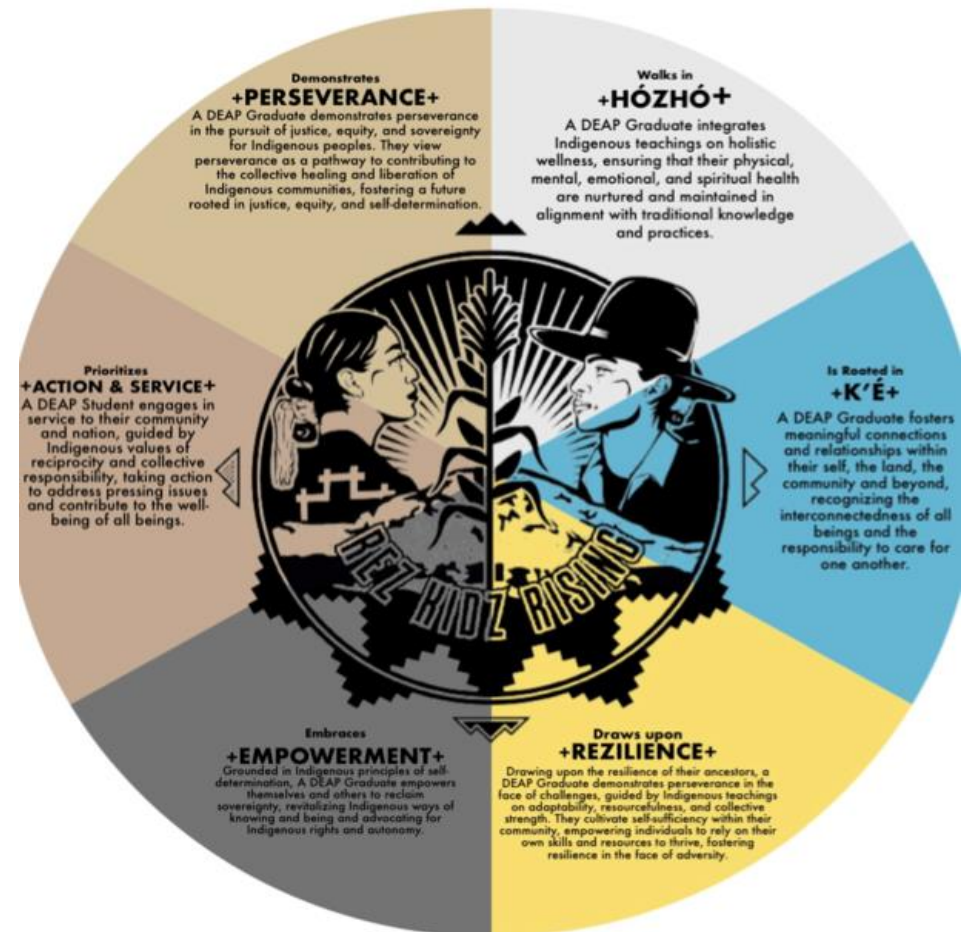 Demonstrates
+PERSEVERANCE+
A DEAP Graduate demonstrates perseverance
in the pursuit of justice, equity, and sovereignty
for Indigenous peoples. They view
perseverance as a pathway to contributing to
the collective healing and liberation of
Indigenous communities, fostering a future
rooted in justice, equity, and self-determination.
Walks in
+HÓZHÓ+
A DEAP Graduate integrates
Indigenous teachings on holistic
wellness, ensuring that their physical,
mental, emotional, and spiritual health
are nurtured and maintained in
alignment with traditional knowledge
and practices.
Is Rooted in
+K'É+
A DEAP Graduate fosters
meaningful connections
and relationships within
their self, the land, the
community and beyond,
recognizing the
interconnectedness of all
beings and the
responsibility to care for
one another.
Draws upon
+REZILIENCE+
Drawing upon the resilience of their ancestors, a
DEAP Graduate demonstrates perseverance in the
face of challenges, guided by Indigenous teachings
on adaptability, resourcefulness, and collective
strength. They cultivate self-sufficiency within their
community, empowering individuals to rely on their
own skills and resources to thrive, fostering
resilience in the face of adversity.
Embraces
+EMPOWERMENT+
Grounded in Indigenous principles of self-
determination, A DEAP Graduate empowers
themselves and others to reclaim
sovereignty, revitalizing Indigenous ways of
knowing and being and advocating for
Indigenous rights and autonomy.
Prioritizes
+ACTION & SERVICE+
A DEAP Student engages in
service to their community
and nation, guided by
Indigenous values of
reciprocity and collective
responsibility, taking action
to address pressing issues
and contribute to the well-
being of all beings.
REZ KIDZ RISING